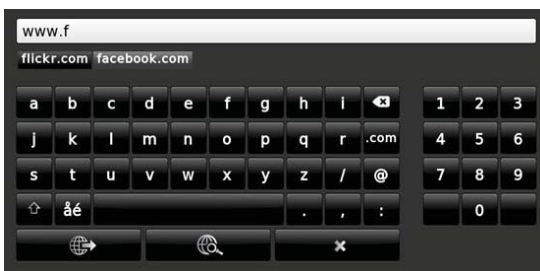 www.f
flickr.com facebook.com
a b c d e f g h i 1 2 3
j k l m n o p q r .com 4 5 6
s t u v w x y z / @ 7 8 9
åé . , : 0